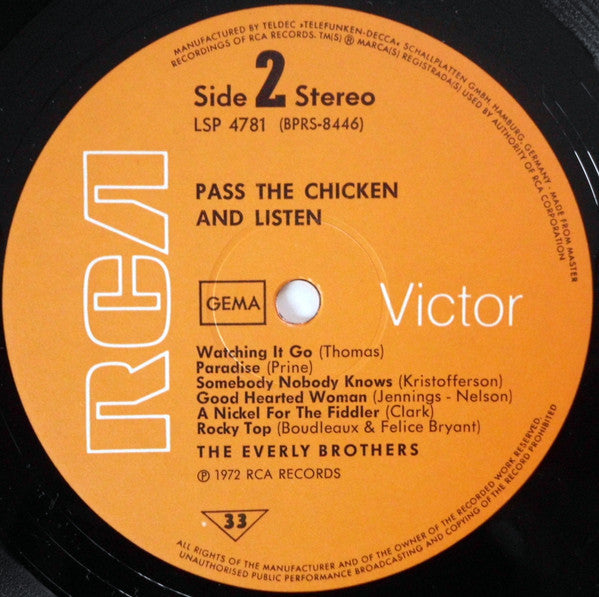 MANUFACTURED BY TELDEC »TELEFUNKEN-DECCA« SCHALLPLATTEN GMBH, HAMBURG, GERMANY · MADE FROM MASTER
RECORDINGS OF RCA RECORDS. TM(S) ® MARCA(S) REGISTRADA(S) USED BY AUTHORITY OF RCA CORPORATION
Side 2 Stereo
LSP 4781 (BPRS-8446)
PASS THE CHICKEN
AND LISTEN
RCA
GEMA
Victor
Watching It Go (Thomas)
Paradise (Prine)
Somebody Nobody Knows (Kristofferson)
Good Hearted Woman (Jennings - Nelson)
A Nickel For The Fiddler (Clark)
Rocky Top (Boudleaux & Felice Bryant)
THE EVERLY BROTHERS
℗ 1972 RCA RECORDS
33
ALL RIGHTS OF THE MANUFACTURER AND OF THE OWNER OF THE RECORDED WORK RESERVED.
UNAUTHORISED PUBLIC PERFORMANCE BROADCASTING AND COPYING OF THE RECORD PROHIBITED